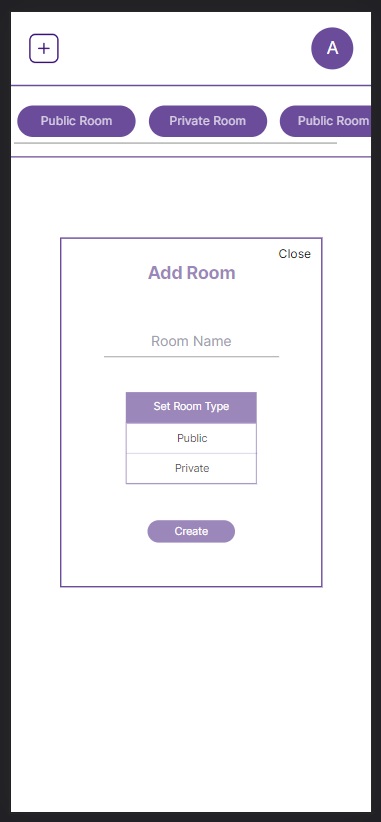 A
Public Room
Private Room
Public Room
Close
Add Room
Room Name
Set Room Type
Public
Private
Create